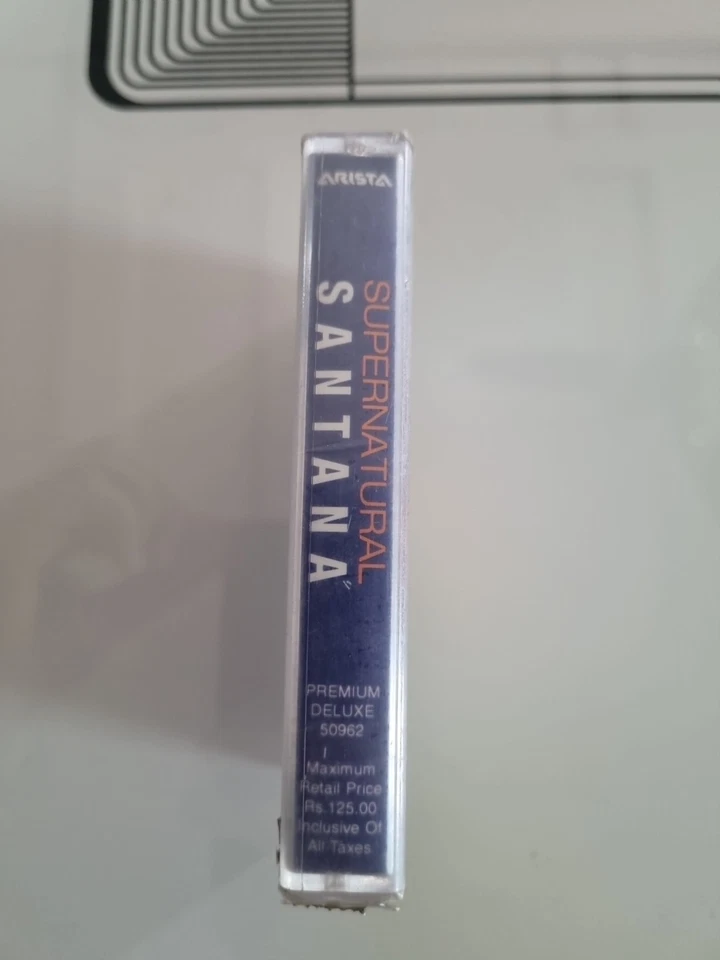 ARISTA
SUPERNATURAL
SANTANA
PREMIUM
DELUXE
50962
I
Maximum
Retail Price
Rs.125.00
Inclusive Of
All Taxes